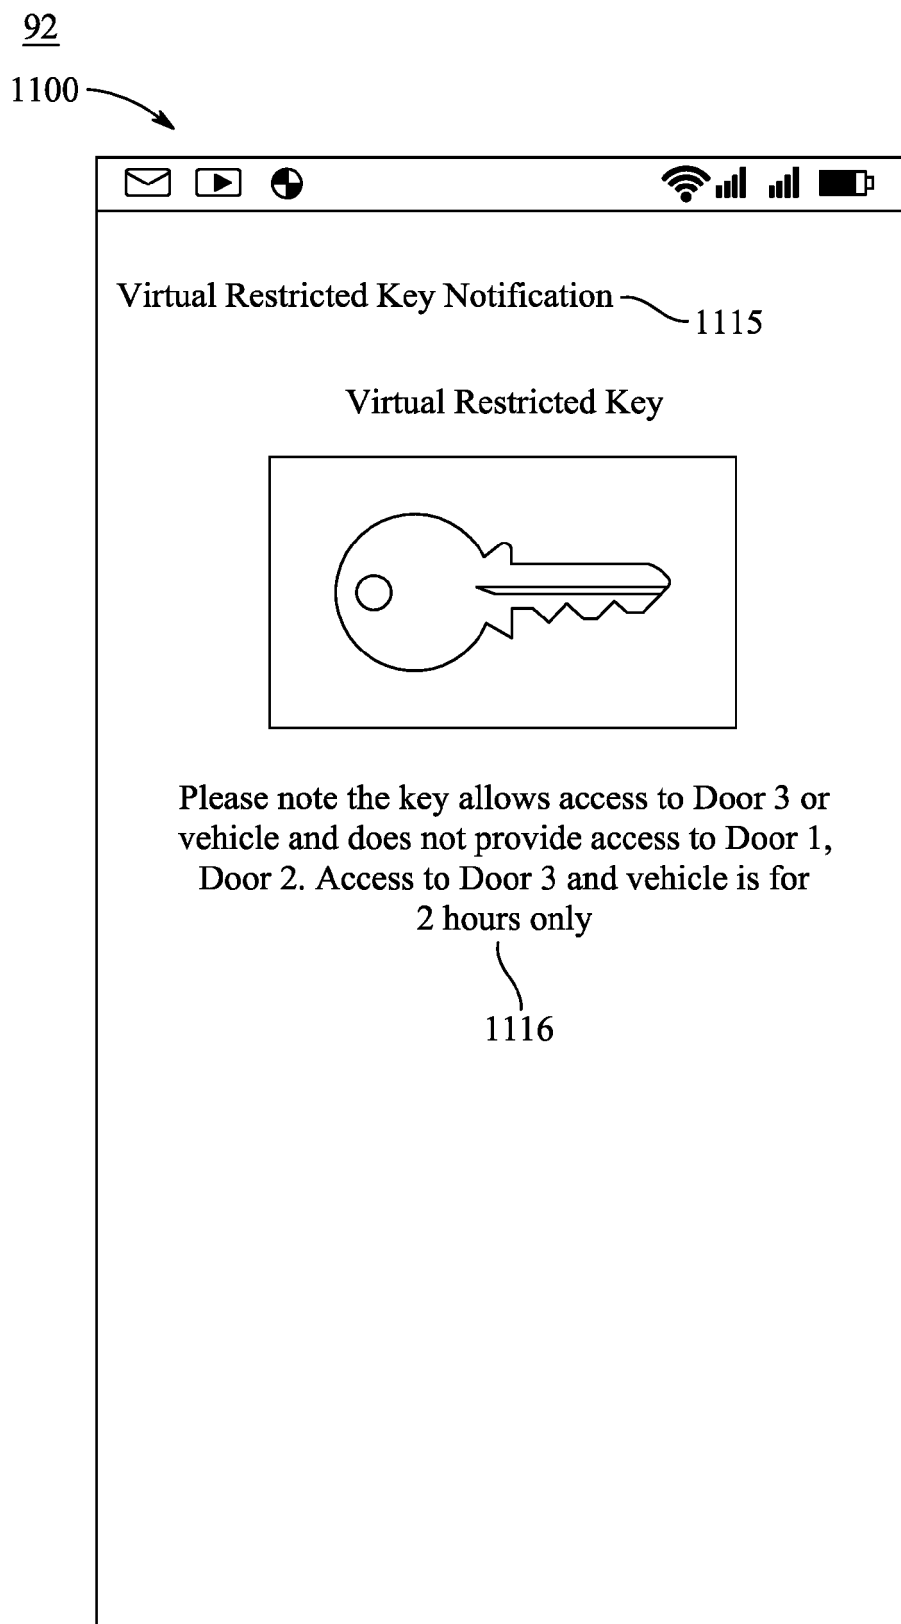 92
1100
Virtual Restricted Key Notification
1115
Virtual Restricted Key
Please note the key allows access to Door 3 or
vehicle and does not provide access to Door 1,
Door 2. Access to Door 3 and vehicle is for
2 hours only
1116